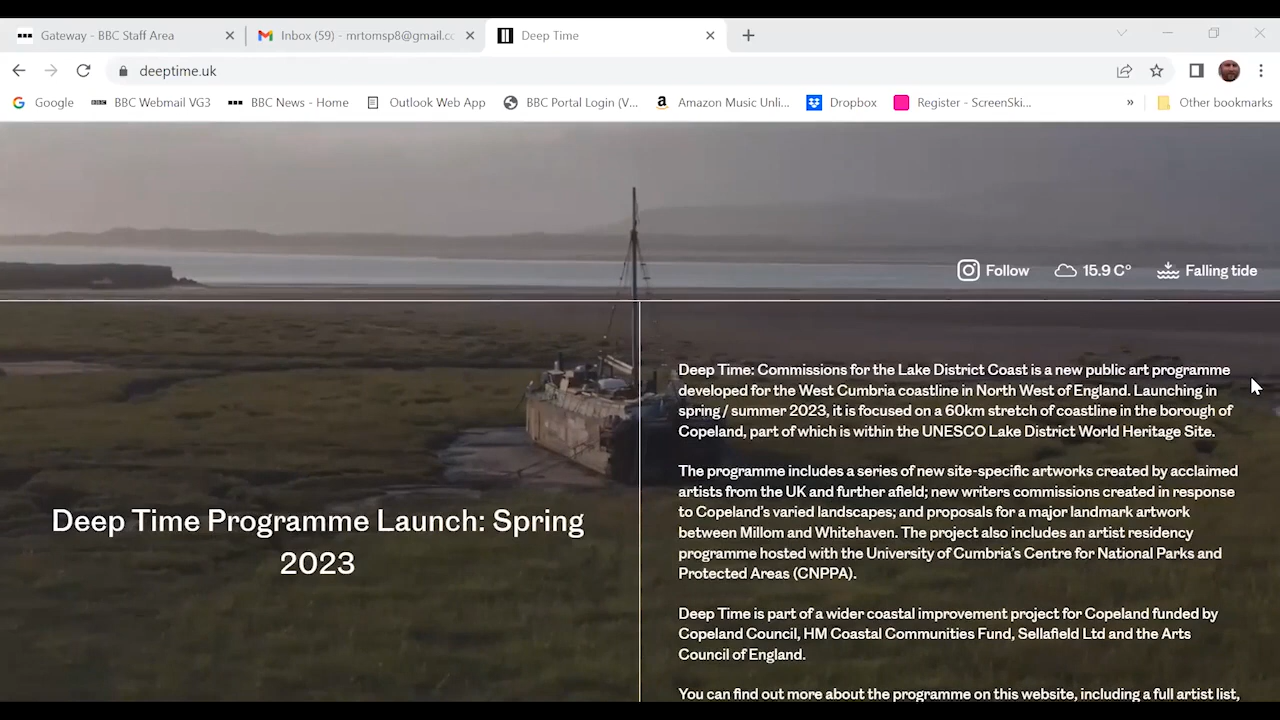 Gateway - BBC Staff Area
Inbox (59) - mrtomsp8@gmail.cc
Deep Time
deeptime.uk
Google
BBC Webmail VG3
BBC News - Home
Outlook Web App
BBC Portal Login (V...
Amazon Music Unli...
Dropbox
Register - ScreenSki...
»
Other bookmarks
Follow
15.9 C°
Falling tide
Deep Time Programme Launch: Spring
2023
Deep Time: Commissions for the Lake District Coast is a new public art programme
developed for the West Cumbria coastline in North West of England. Launching in
spring / summer 2023, it is focused on a 60km stretch of coastline in the borough of
Copeland, part of which is within the UNESCO Lake District World Heritage Site.
The programme includes a series of new site-specific artworks created by acclaimed
artists from the UK and further afield; new writers commissions created in response
to Copeland's varied landscapes; and proposals for a major landmark artwork
between Millom and Whitehaven. The project also includes an artist residency
programme hosted with the University of Cumbria's Centre for National Parks and
Protected Areas (CNPPA).
Deep Time is part of a wider coastal improvement project for Copeland funded by
Copeland Council, HM Coastal Communities Fund, Sellafield Ltd and the Arts
Council of England.
You can find out more about the programme on this website, including a full artist list,